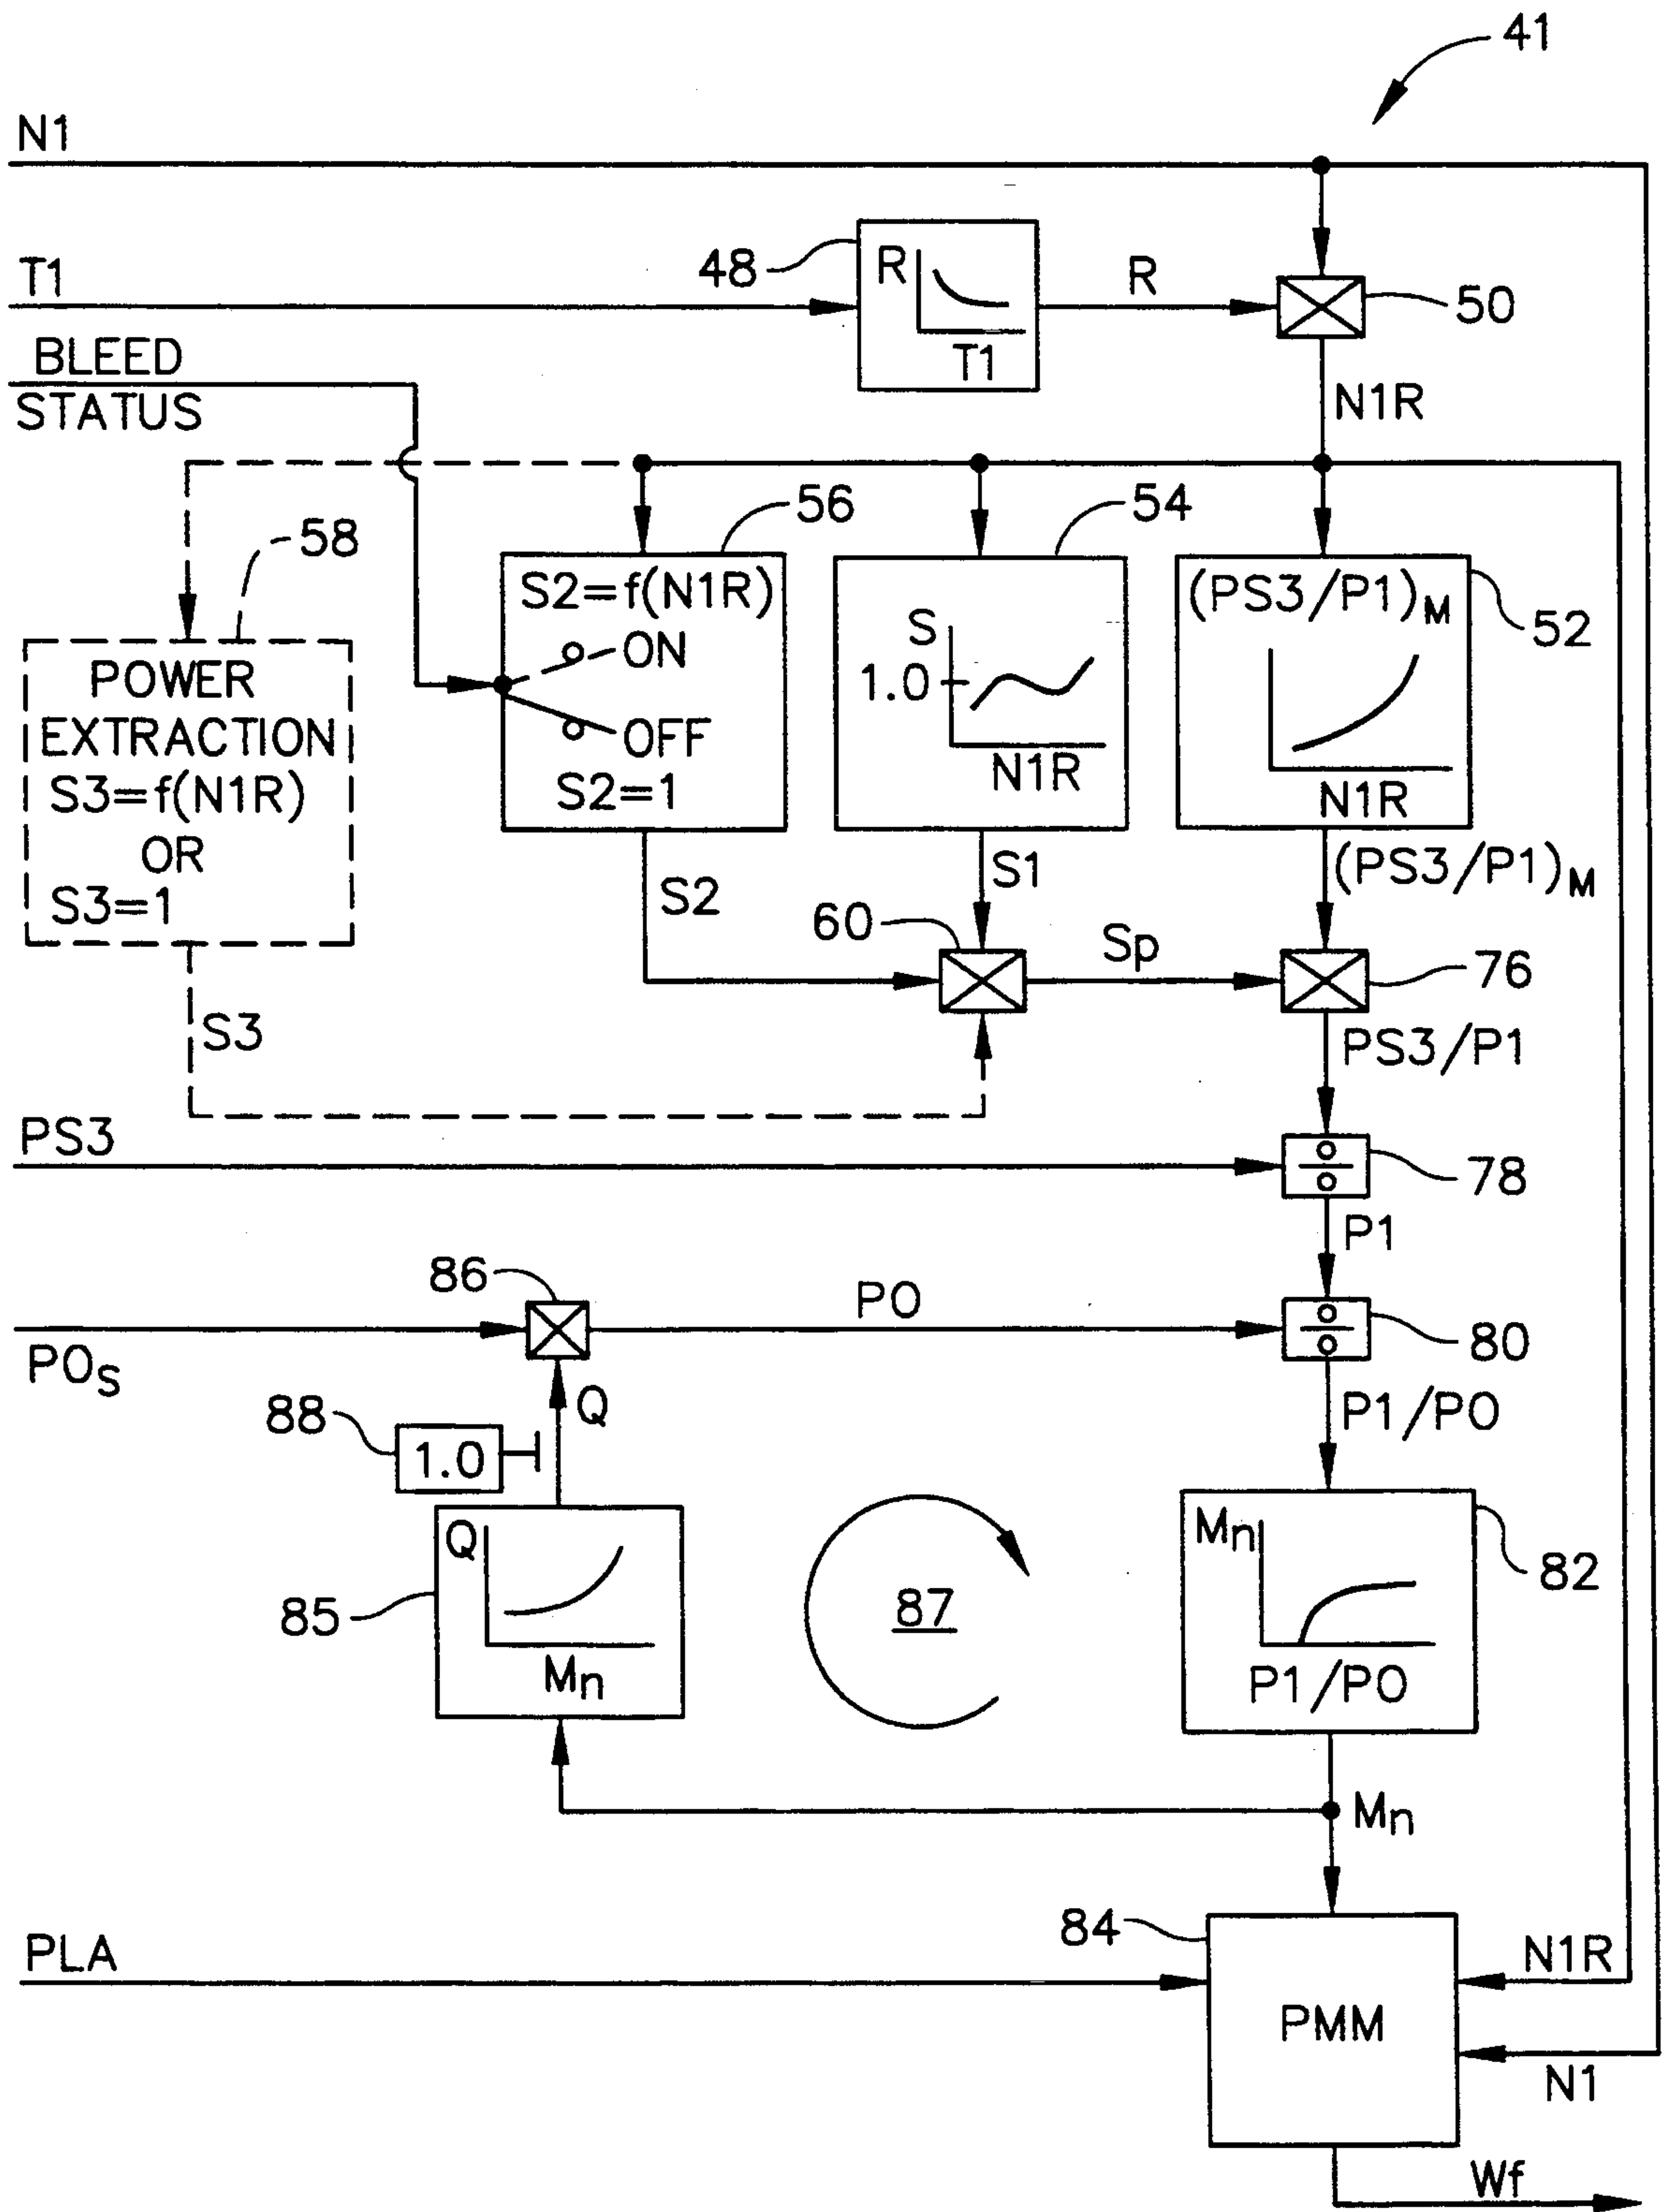 41
N1
T1
48
R
T1
R
50
BLEED
STATUS
N1R
58
56
54
52
S2=f(N1R)
ON
OFF
S2=1
S
1.0
N1R
(PS3/P1)M
N1R
POWER
EXTRACTION
S3=f(N1R)
OR
S3=1
S2
S1
(PS3/P1)M
60
Sp
76
S3
PS3/P1
PS3
78
P1
86
PO
80
POS
Q
P1/PO
88
1.0
Q
Mn
85
87
Mn
P1/PO
82
Mn
84
PLA
N1R
PMM
N1
Wf